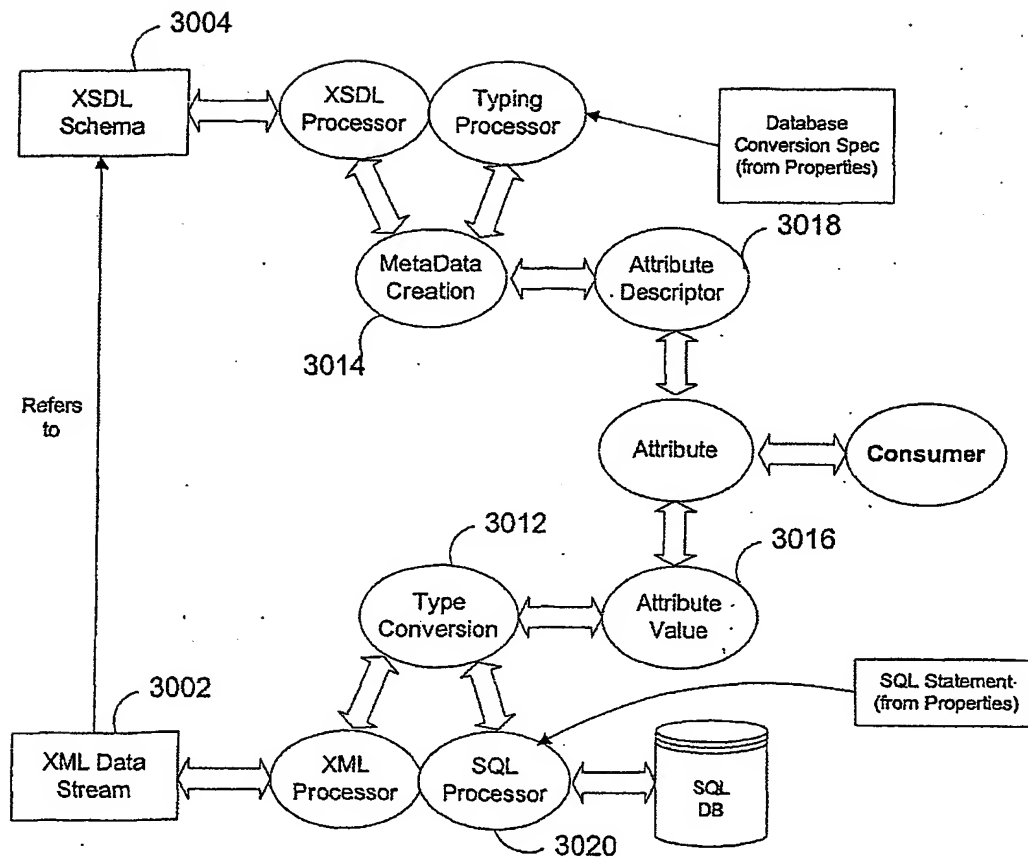 3004
XSDL
Schema
XSDL
Processor
Typing
Processor
Database
Conversion Spec
(from Properties)
3018
MetaData
Creation
Attribute
Descriptor
3014
Refers
to
Attribute
Consumer
3012
3016
Type
Conversion
Attribute
Value
SQL Statement
(from Properties)
3002
XML Data
Stream
XML
Processor
SQL
Processor
SQL
DB
3020